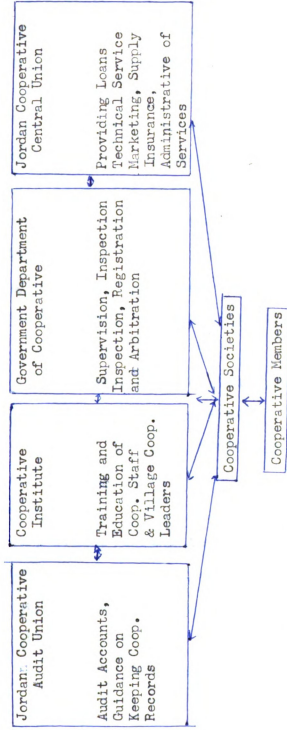 Jordan Cooperative
Audit Union
Audit Accounts,
Guidance on
Keeping Coop.
Records
Cooperative
Institute
Training and
Education of
Coop. Staff
& Village Coop.
Leaders
Government Department
of Cooperative
Supervision, Inspection
Inspection, Registration
and Arbitration
Jordan Cooperative
Central Union
Providing Loans
Technical Service
Marketing, Supply
Insurance,
Administrative of
Services
Cooperative Societies
Cooperative Members